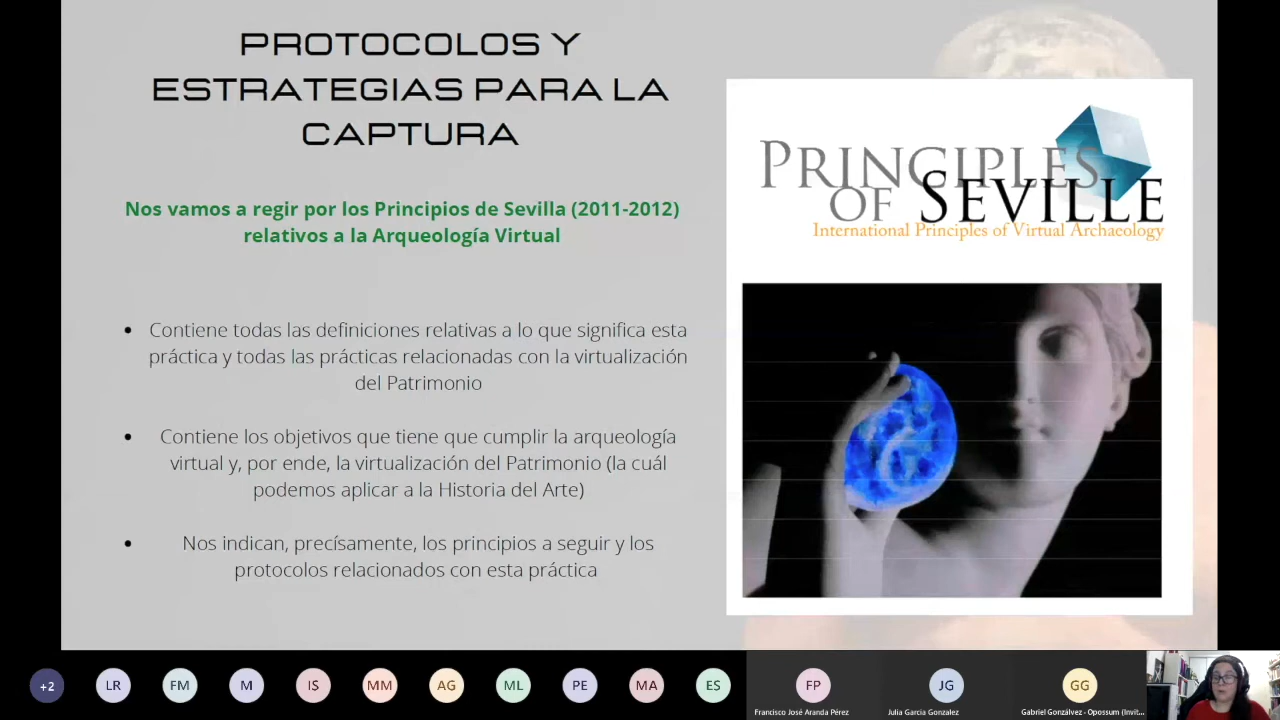 PROTOCOLOS Y
ESTRATEGIAS PARA LA
CAPTURA
Nos vamos a regir por los Principios de Sevilla (2011-2012)
relativos a la Arqueología Virtual
• Contiene todas las definiciones relativas a lo que significa esta
práctica y todas las prácticas relacionadas con la virtualización
del Patrimonio
• Contiene los objetivos que tiene que cumplir la arqueología
virtual y, por ende, la virtualización del Patrimonio (la cuál
podemos aplicar a la Historia del Arte)
• Nos indican, precísamente, los principios a seguir y los
protocolos relacionados con esta práctica
PRINCIPLES
OF SEVILLE
International Principles of Virtual Archaeology
+2 LR FM M IS MM AG ML PE MA ES FP JG GG
Francisco José Aranda Pérez
Julia Garcia Gonzalez
Gabriel Gonzálvez - Opossum (Invit...